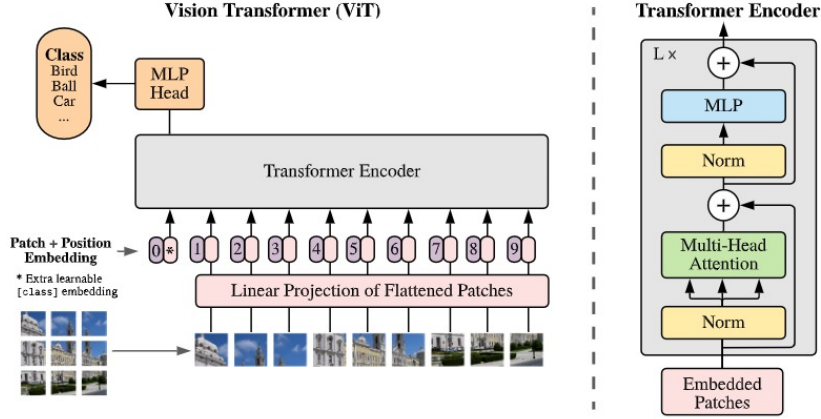 Vision Transformer (ViT)
Class
Bird
Ball
Car
...
MLP
Head
Transformer Encoder
Patch + Position
Embedding
0 * 1 2 3 4 5 6 7 8 9
* Extra learnable
[class] embedding
Linear Projection of Flattened Patches
Transformer Encoder
L ×
+
MLP
Norm
+
Multi-Head
Attention
Norm
Embedded
Patches